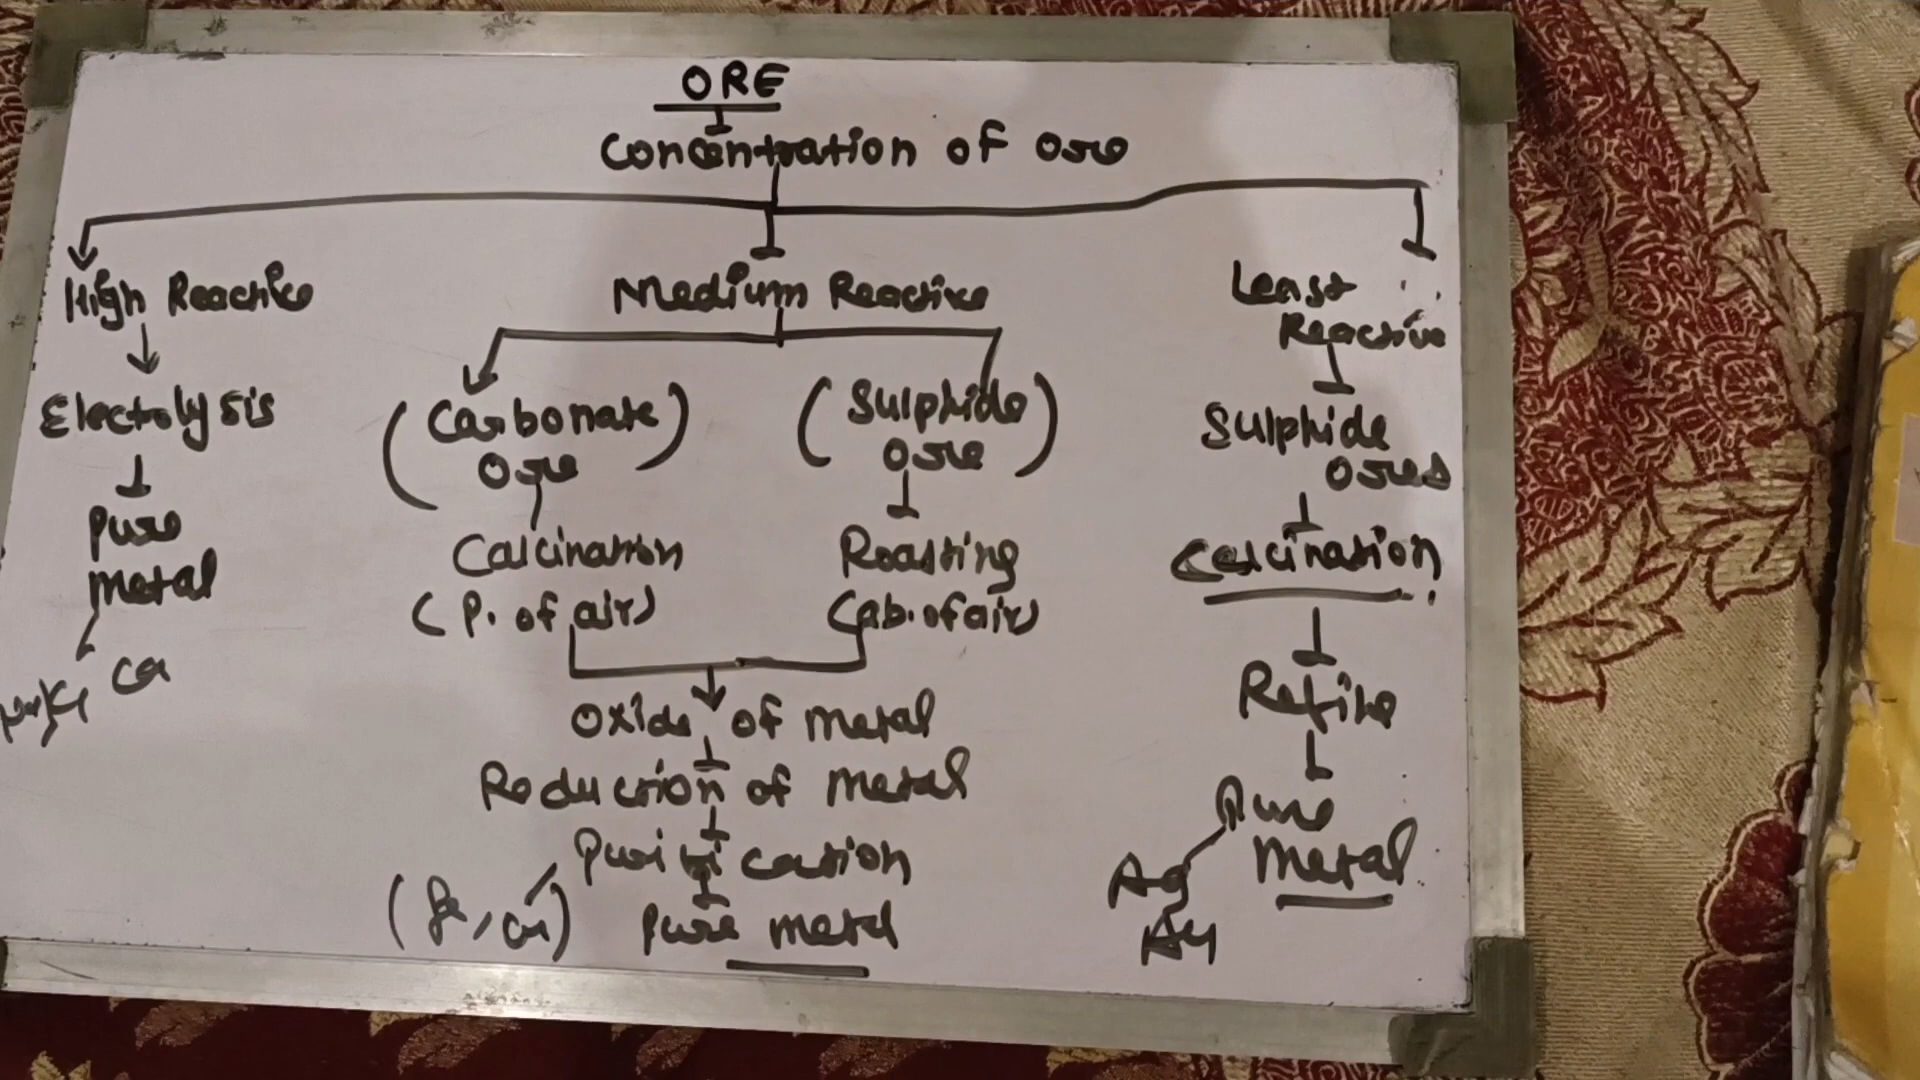 ORE
Concentration of Ore
High Reactive
Medium Reactive
Least
Reactive
Electrolysis
(Carbonate
Ore)
(Sulphide
Ore)
Sulphide
Ores
Pure
Metal
Calcination
(P. of air)
Roasting
(ab. of air)
Calcination
Ca
Oxide of Metal
Reduction of Metal
Purification
(Fe, Cu)
Pure metal
Refine
Pure
Metal
Ag
Au